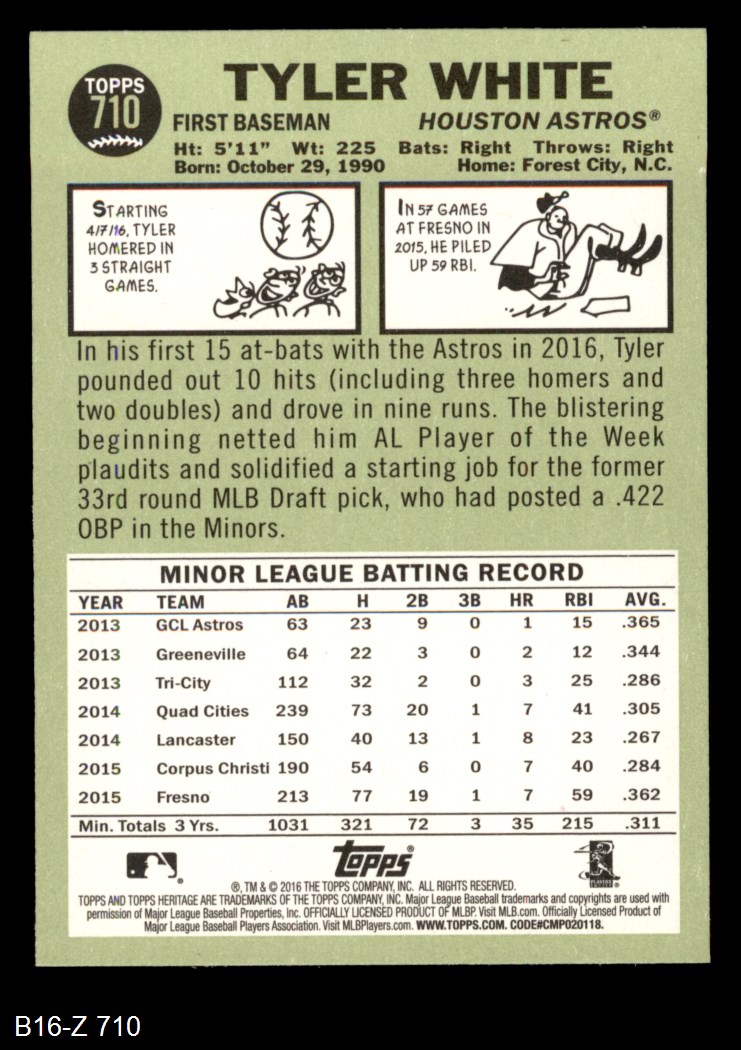 TOPPS
710
TYLER WHITE
FIRST BASEMAN HOUSTON ASTROS®
Ht: 5'11" Wt: 225 Bats: Right Throws: Right
Born: October 29, 1990 Home: Forest City, N.C.
STARTING
4/7/16, TYLER
HOMERED IN
3 STRAIGHT
GAMES.
IN 57 GAMES
AT FRESNO IN
2015, HE PILED
UP 59 RBI.
In his first 15 at-bats with the Astros in 2016, Tyler
pounded out 10 hits (including three homers and
two doubles) and drove in nine runs. The blistering
beginning netted him AL Player of the Week
plaudits and solidified a starting job for the former
33rd round MLB Draft pick, who had posted a .422
OBP in the Minors.
MINOR LEAGUE BATTING RECORD
YEAR TEAM AB H 2B 3B HR RBI AVG.
2013 GCL Astros 63 23 9 0 1 15 .365
2013 Greeneville 64 22 3 0 2 12 .344
2013 Tri-City 112 32 2 0 3 25 .286
2014 Quad Cities 239 73 20 1 7 41 .305
2014 Lancaster 150 40 13 1 8 23 .267
2015 Corpus Christi 190 54 6 0 7 40 .284
2015 Fresno 213 77 19 1 7 59 .362
Min. Totals 3 Yrs. 1031 321 72 3 35 215 .311
Topps®
®, TM & © 2016 THE TOPPS COMPANY, INC. ALL RIGHTS RESERVED.
TOPPS AND TOPPS HERITAGE ARE TRADEMARKS OF THE TOPPS COMPANY, INC. Major League Baseball trademarks and copyrights are used with
permission of Major League Baseball Properties, Inc. OFFICIALLY LICENSED PRODUCT OF MLBP. Visit MLB.com. Officially Licensed Product of
Major League Baseball Players Association. Visit MLBPlayers.com. WWW.TOPPS.COM. CODE#CMP020118.
B16-Z 710